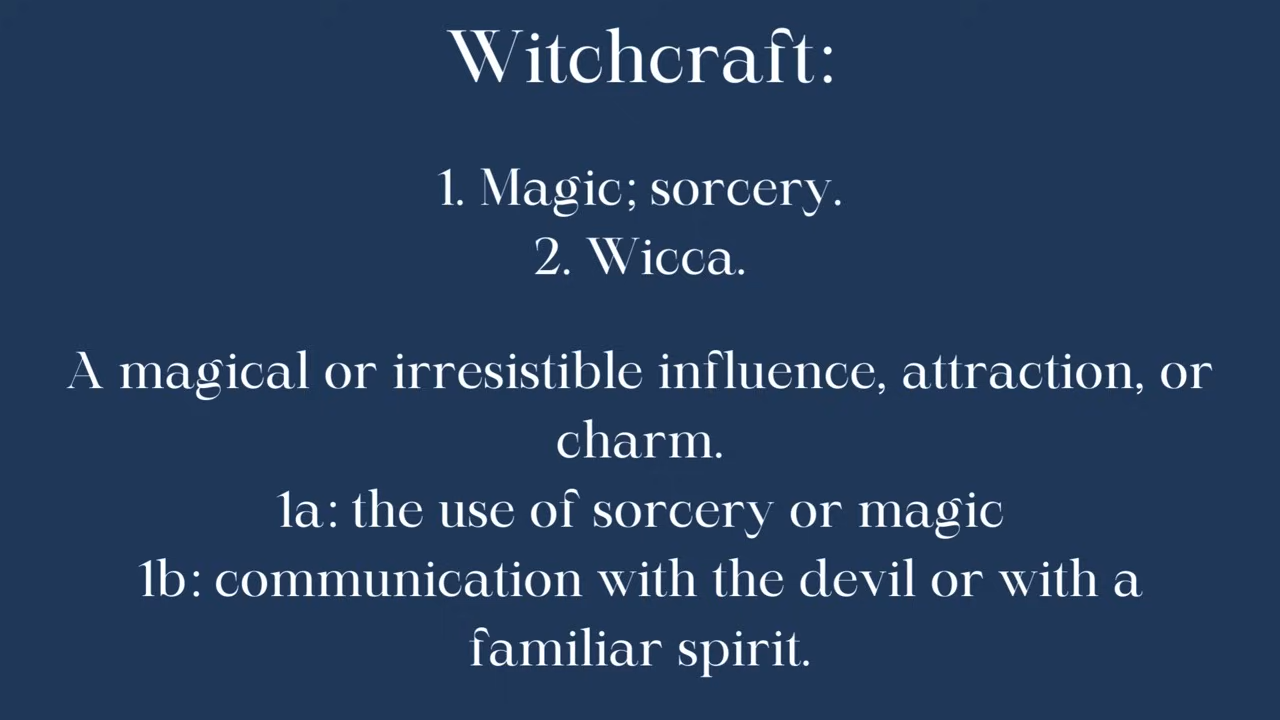 Witchcraft:
1. Magic; sorcery.
2. Wicca.
A magical or irresistible influence, attraction, or
charm.
1a: the use of sorcery or magic
1b: communication with the devil or with a
familiar spirit.